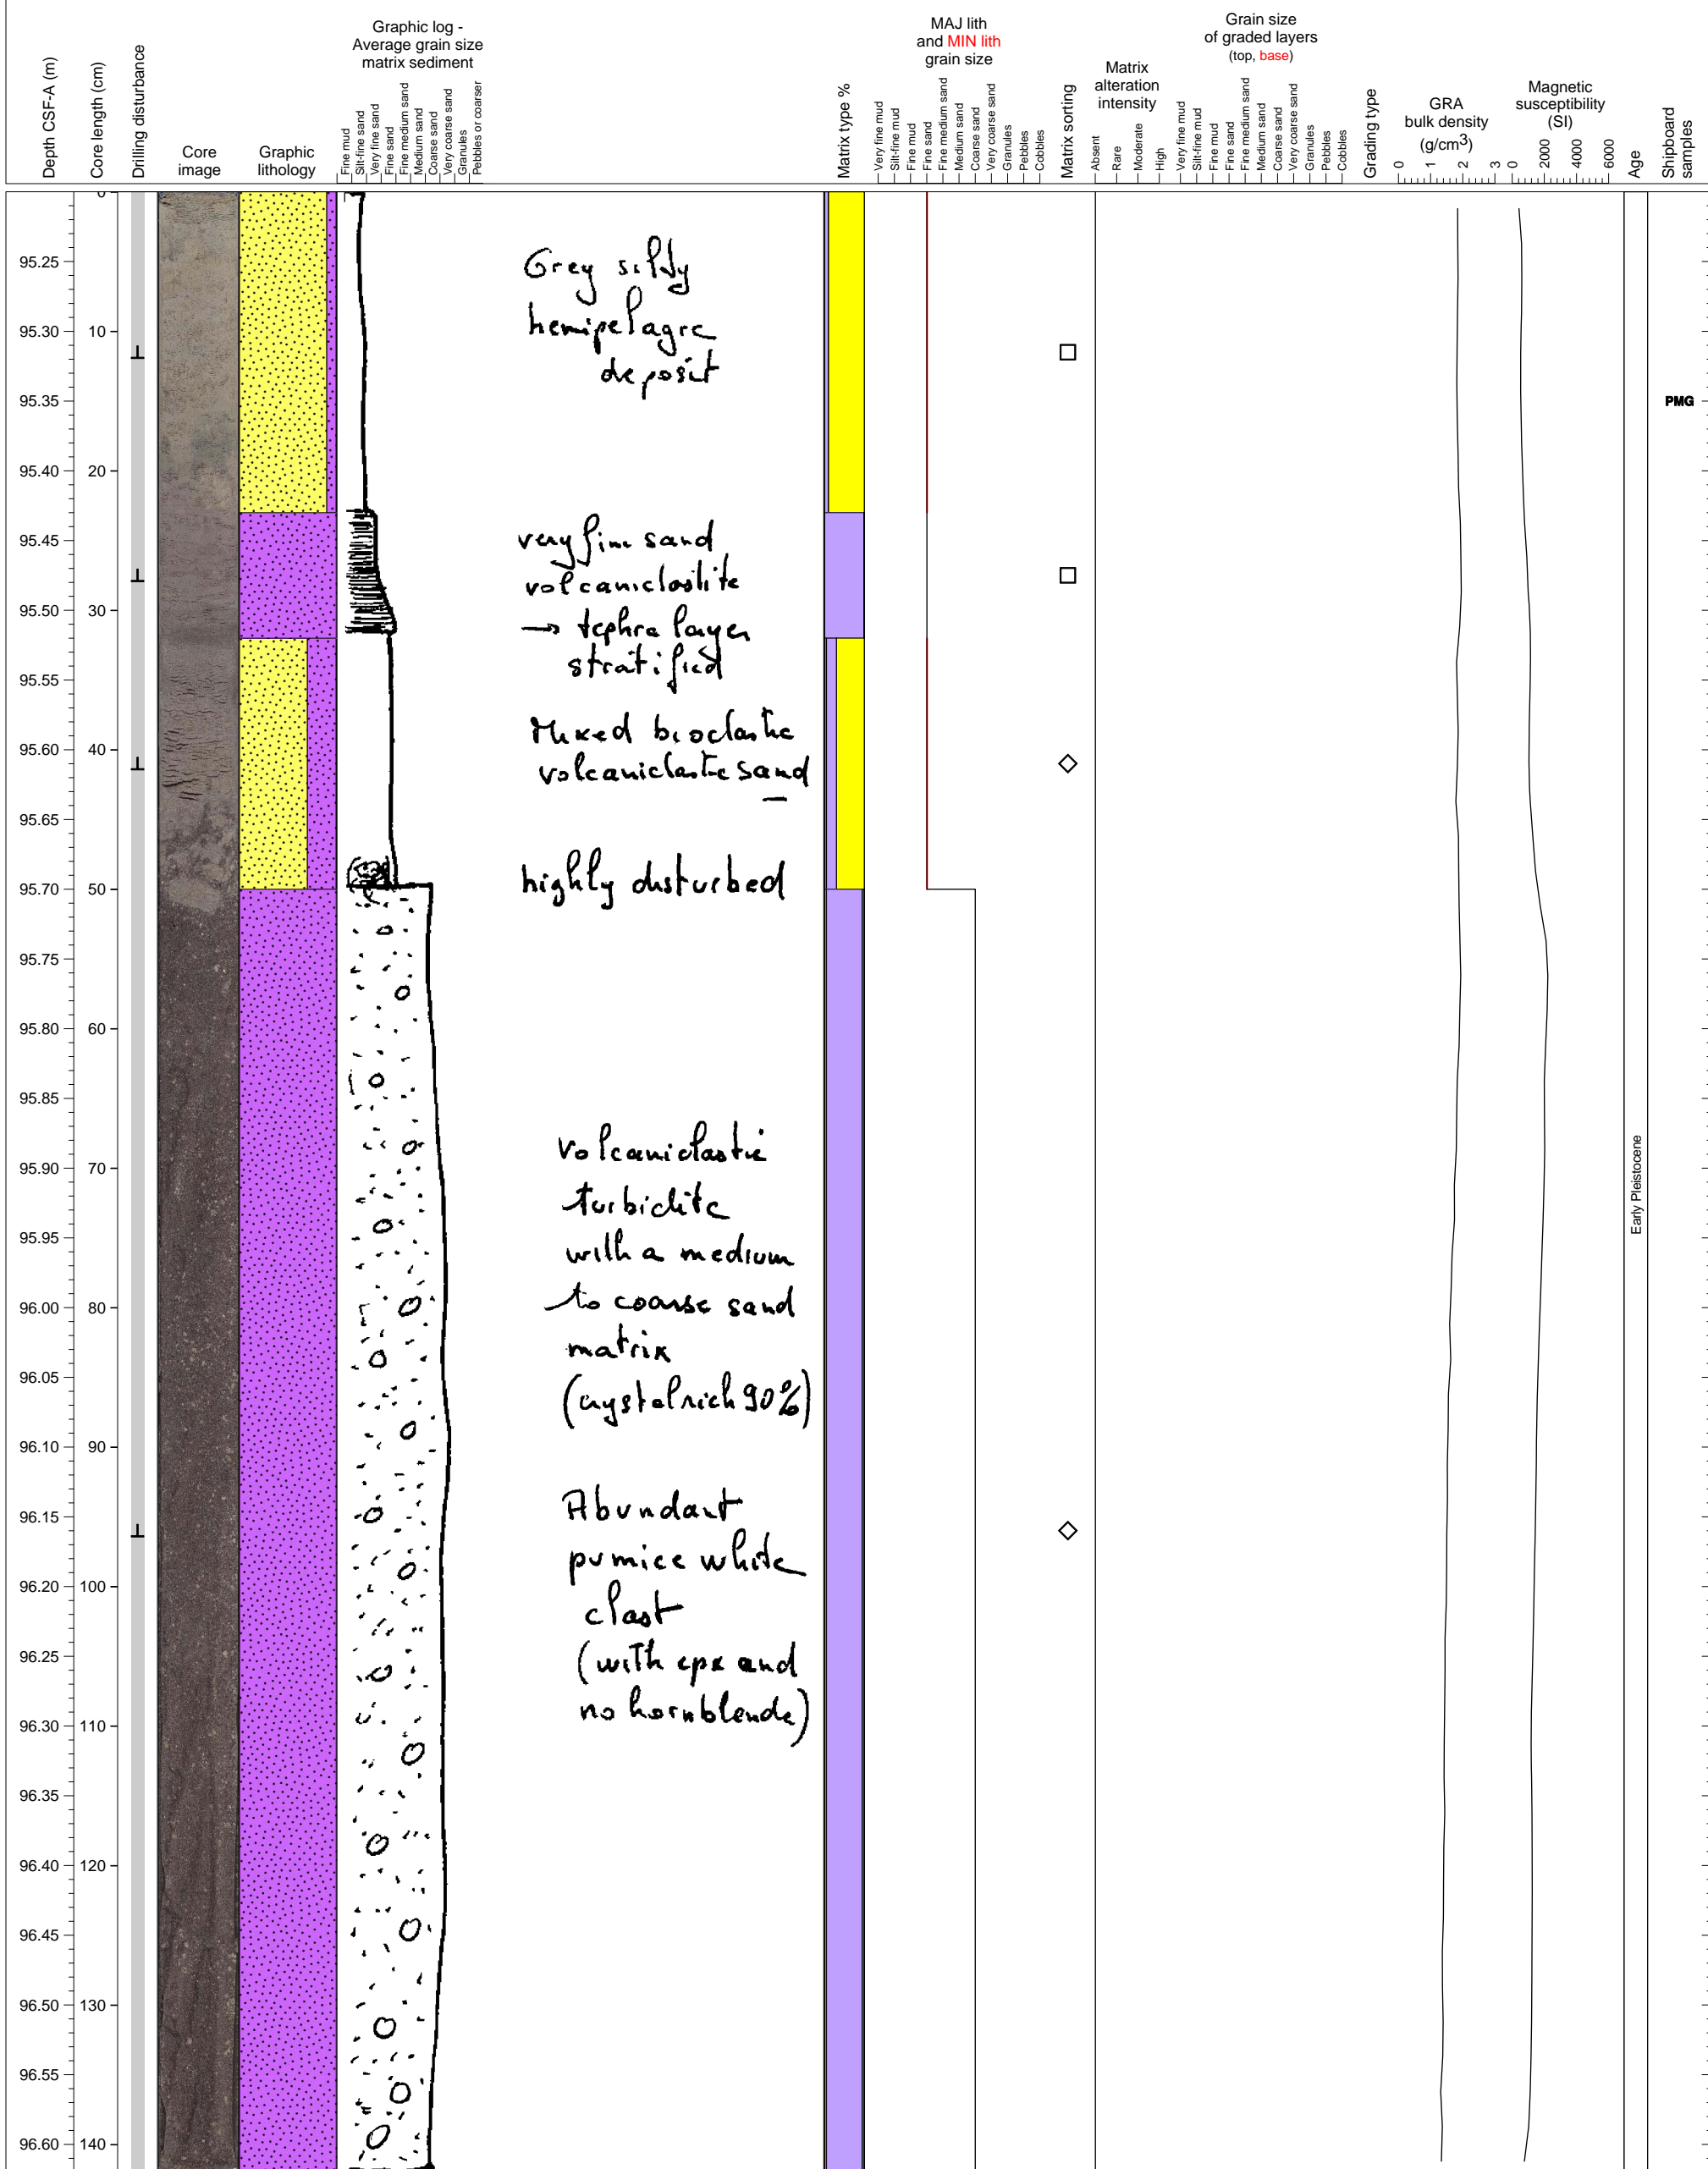 Graphic log -
Average grain size
matrix sediment
MAJ lith
and MIN lith
grain size
Grain size
of graded layers
(top, base)
Matrix
alteration
intensity
GRA
bulk density
(g/cm3)
Magnetic
susceptibility
(SI)
Depth CSF-A (m)
Core length (cm)
Drilling disturbance
Core
image
Graphic
lithology
Fine mud
Silt-fine sand
Very fine sand
Fine sand
Fine medium sand
Medium sand
Coarse sand
Very coarse sand
Granules
Pebbles or coarser
Matrix type %
Very fine mud
Silt-fine mud
Fine mud
Fine sand
Fine medium sand
Medium sand
Coarse sand
Very coarse sand
Granules
Pebbles
Cobbles
Matrix sorting
Absent
Rare
Moderate
High
Very fine mud
Silt-fine mud
Fine mud
Fine sand
Fine medium sand
Medium sand
Coarse sand
Very coarse sand
Granules
Pebbles
Cobbles
Grading type
0 1 2 3
0 2000 4000 6000
Age
Shipboard
samples
0
95.25
95.30 10
95.35
95.40 20
95.45
95.50 30
95.55
95.60 40
95.65
95.70 50
95.75
95.80 60
95.85
95.90 70
95.95
96.00 80
96.05
96.10 90
96.15
96.20 100
96.25
96.30 110
96.35
96.40 120
96.45
96.50 130
96.55
96.60 140
Grey silty
hemipelagic
deposit
very fine sand
volcaniclastite
→ tephra layer
stratified
Mixed bioclastic
volcaniclastic sand
highly disturbed
volcaniclastic
turbidite
with a medium
to coarse sand
matrix
(crystal rich 90%)
Abundant
pumice white
clast
(with cpx and
no hornblende)
PMG
Early Pleistocene